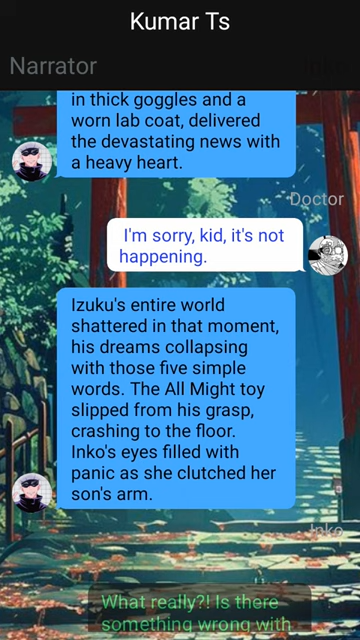 Kumar Ts
Narrator
Inko
in thick goggles and a
worn lab coat, delivered
the devastating news with
a heavy heart.
Doctor
I'm sorry, kid, it's not
happening.
Izuku's entire world
shattered in that moment,
his dreams collapsing
with those five simple
words. The All Might toy
slipped from his grasp,
crashing to the floor.
Inko's eyes filled with
panic as she clutched her
son's arm.
Inko
What really?! Is there
something wrong with